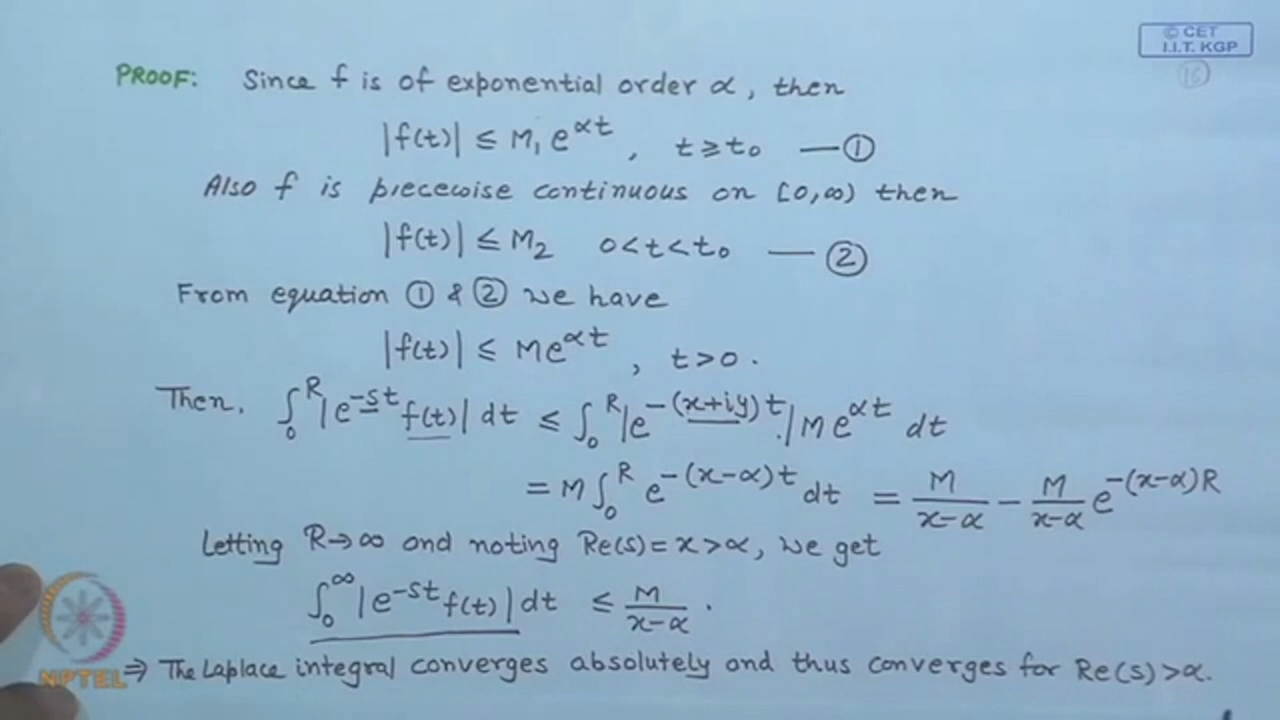 © CET
I.I.T. KGP
16
PROOF: Since f is of exponential order α, then
|f(t)| ≤ M₁ e^{αt}, t ≥ t₀ —①
Also f is piecewise continuous on [0,∞) then
|f(t)| ≤ M₂ 0<t<t₀ —②
From equation ① & ② we have
|f(t)| ≤ Me^{αt}, t>0.
Then, ∫₀^R |e^{-st} f(t)| dt ≤ ∫₀^R |e^{-(x+iy)t}| M e^{αt} dt
= M ∫₀^R e^{-(x-α)t} dt = M/(x-α) - M/(x-α) e^{-(x-α)R}
Letting R→∞ and noting Re(s)=x>α, we get
∫₀^∞ |e^{-st} f(t)| dt ≤ M/(x-α).
⇒ The Laplace integral converges absolutely and thus converges for Re(s)>α.
NPTEL